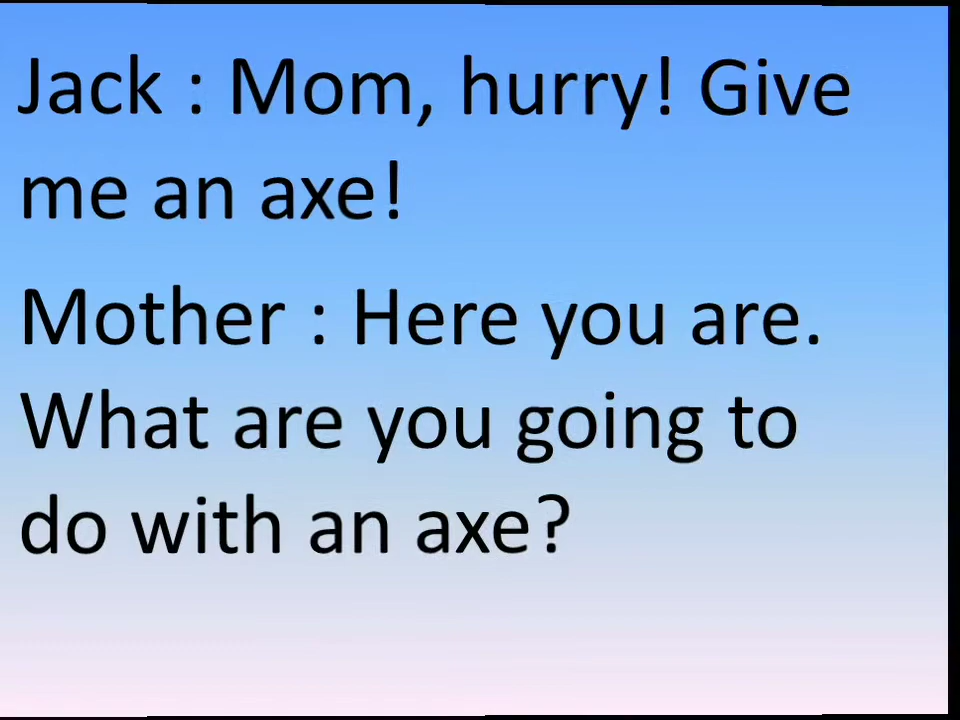 Jack : Mom, hurry! Give
me an axe!
Mother : Here you are.
What are you going to
do with an axe?